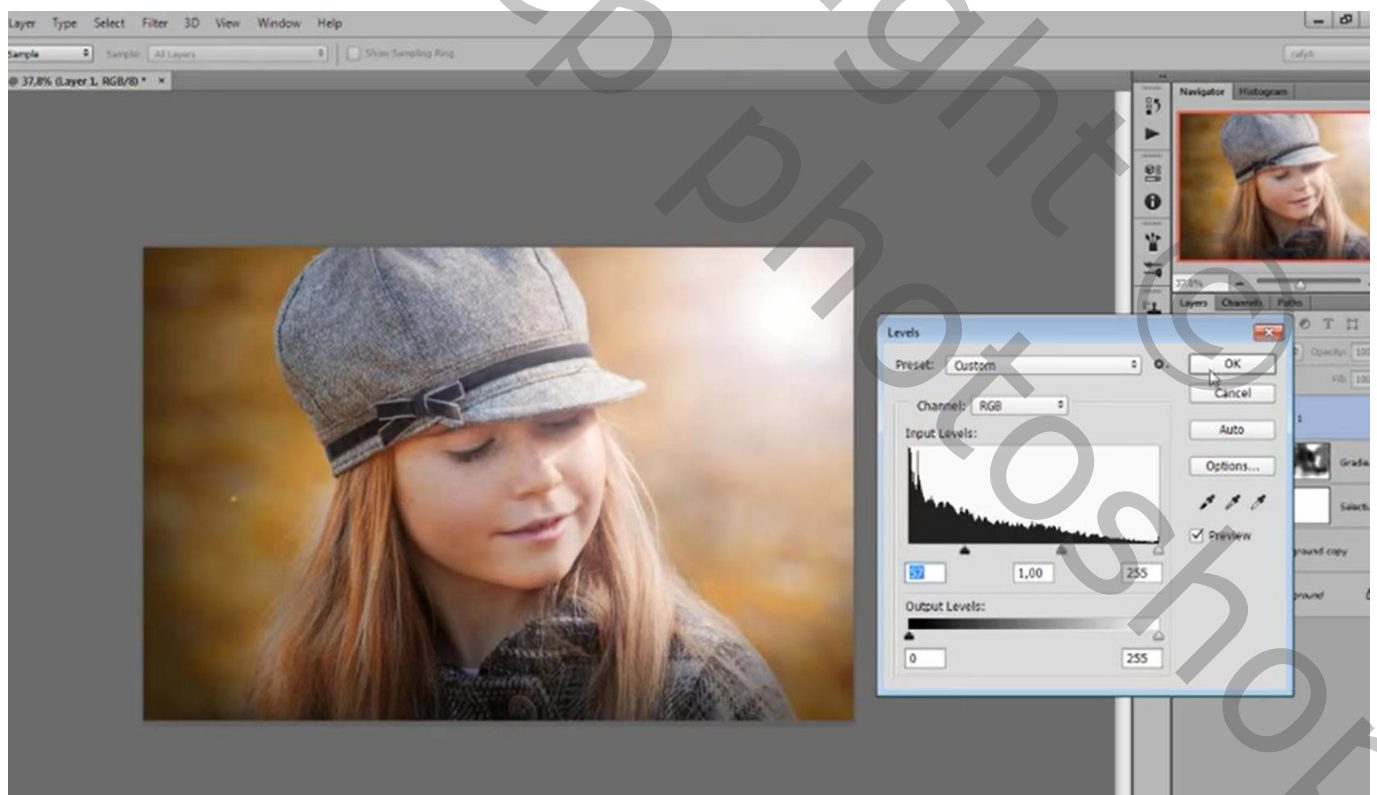 Layer Type Select Filter 3D View Window Help
Sample Sample: All Layers Show Sampling Ring
@ 37,8% (Layer 1, RGB/8) * ×
Navigator Histogram
37,8%
Layers Channels Paths
Opacity: 100
Fill: 100
1
Gradie
Selecti
ground copy
ground
Levels
Preset: Custom
OK
Cancel
Channel: RGB
Auto
Input Levels:
Options...
Preview
57 1,00 255
Output Levels:
0 255
©
photoshop